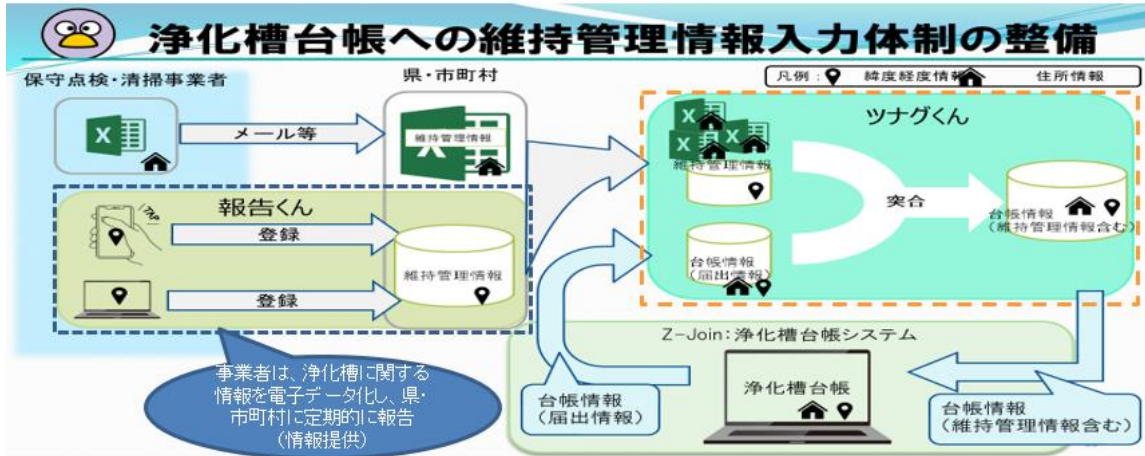 浄化槽台帳への維持管理情報入力体制の整備
保守点検・清掃事業者
県・市町村
凡例：
緯度経度情報
住所情報
メール等
維持管理情報
報告くん
TAP
登録
登録
維持管理情報
ツナグくん
維持管理情報
台帳情報
（届出情報）
突合
台帳情報
（維持管理情報含む）
Z-Join：浄化槽台帳システム
浄化槽台帳
台帳情報
（届出情報）
台帳情報
（維持管理情報含む）
事業者は、浄化槽に関する
情報を電子データ化し、県・
市町村に定期的に報告
（情報提供）